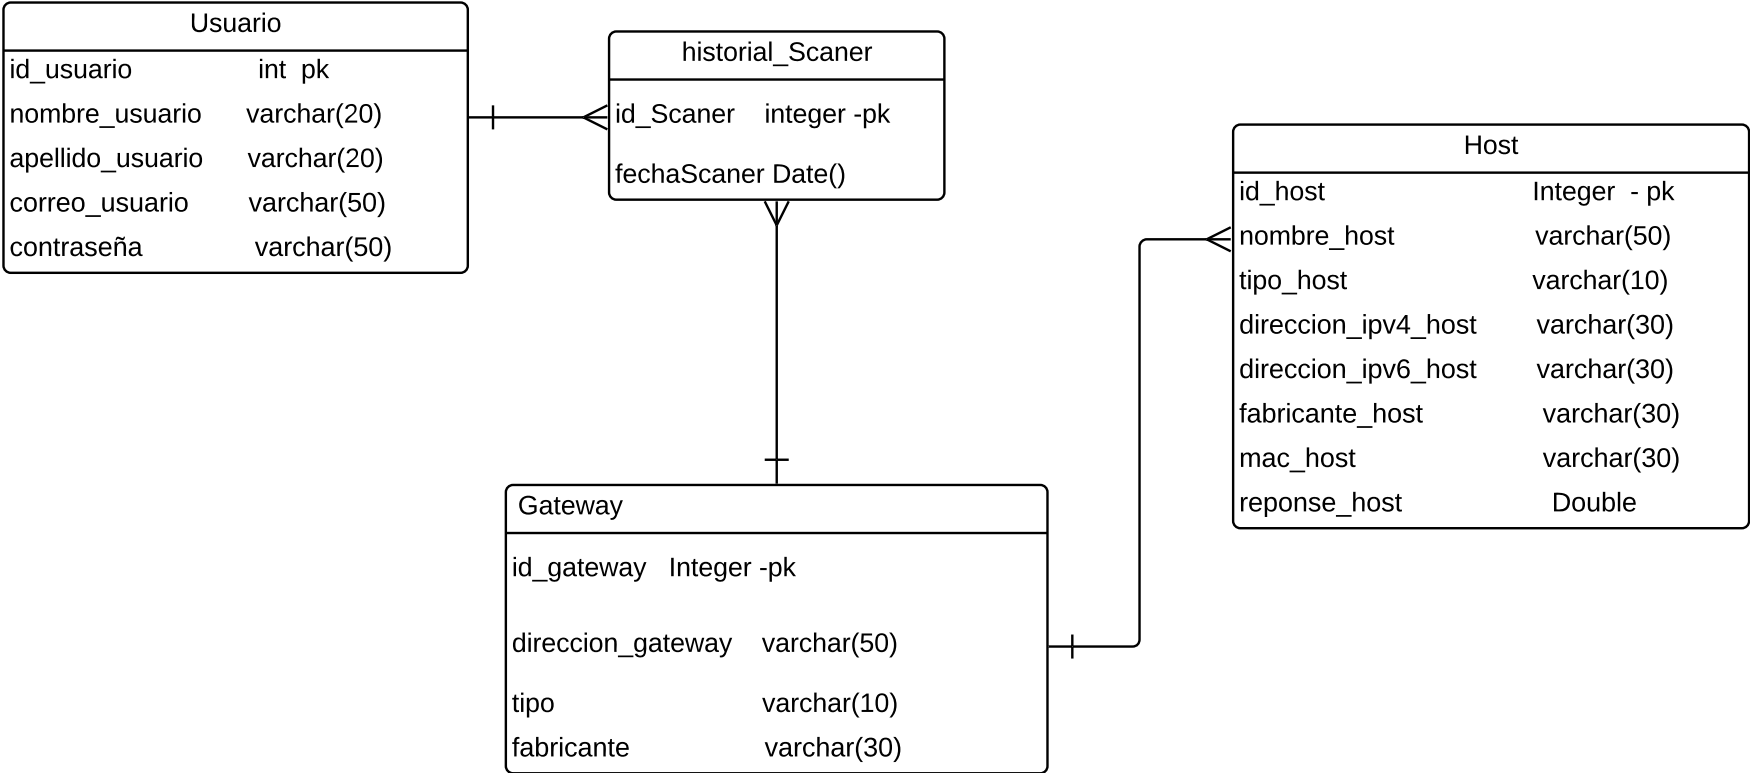 Usuario
id_usuario int pk
nombre_usuario varchar(20)
apellido_usuario varchar(20)
correo_usuario varchar(50)
contraseña varchar(50)
historial_Scaner
id_Scaner integer -pk
fechaScaner Date()
Host
id_host Integer - pk
nombre_host varchar(50)
tipo_host varchar(10)
direccion_ipv4_host varchar(30)
direccion_ipv6_host varchar(30)
fabricante_host varchar(30)
mac_host varchar(30)
reponse_host Double
Gateway
id_gateway Integer -pk
direccion_gateway varchar(50)
tipo varchar(10)
fabricante varchar(30)